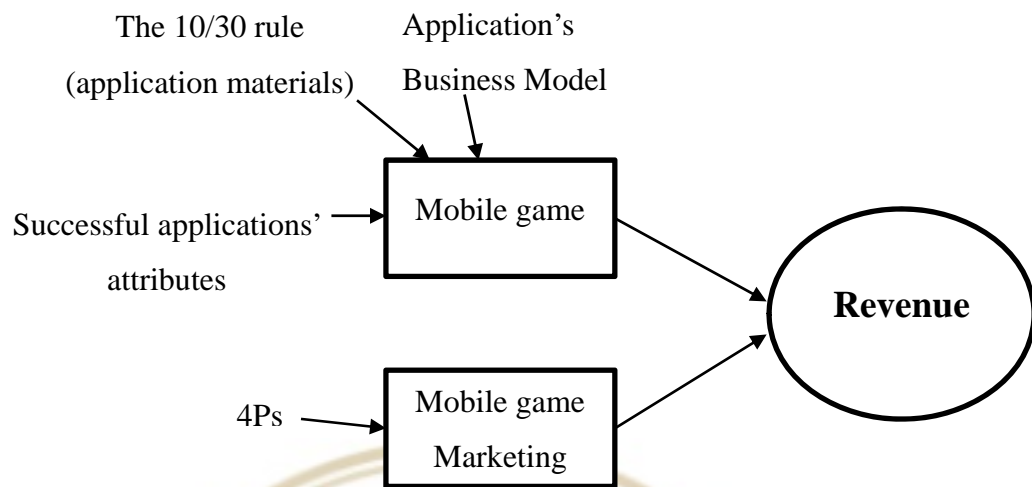 The 10/30 rule
(application materials)
Application’s
Business Model
Mobile game
Successful applications’
attributes
Revenue
4Ps
Mobile game
Marketing